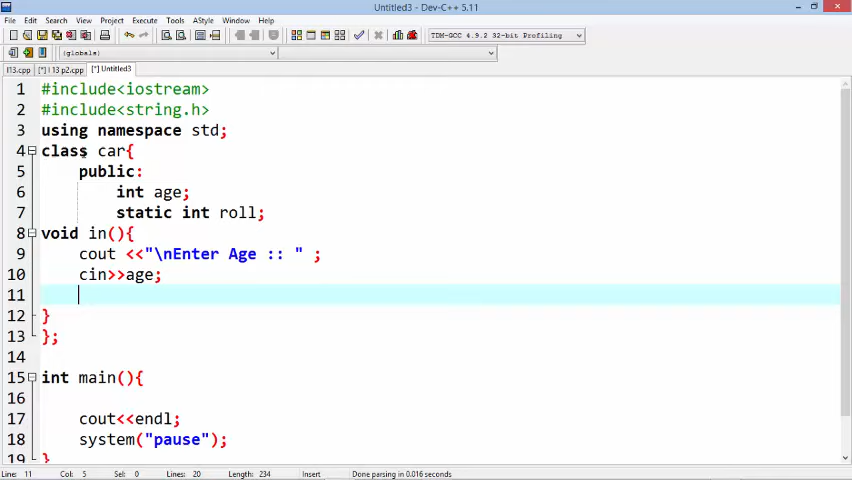 Untitled3 - Dev-C++ 5.11
File Edit Search View Project Execute Tools AStyle Window Help
TDM-GCC 4.9.2 32-bit Profiling
(globals)
l13.cpp [*] l 13 p2.cpp [*] Untitled3
1 #include<iostream>
2 #include<string.h>
3 using namespace std;
4 class car{
5 public:
6 int age;
7 static int roll;
8 void in(){
9 cout <<"\nEnter Age :: " ;
10 cin>>age;
11
12 }
13 };
14
15 int main(){
16
17 cout<<endl;
18 system("pause");
19 }
Line: 11 Col: 5 Sel: 0 Lines: 20 Length: 234 Insert Done parsing in 0.016 seconds